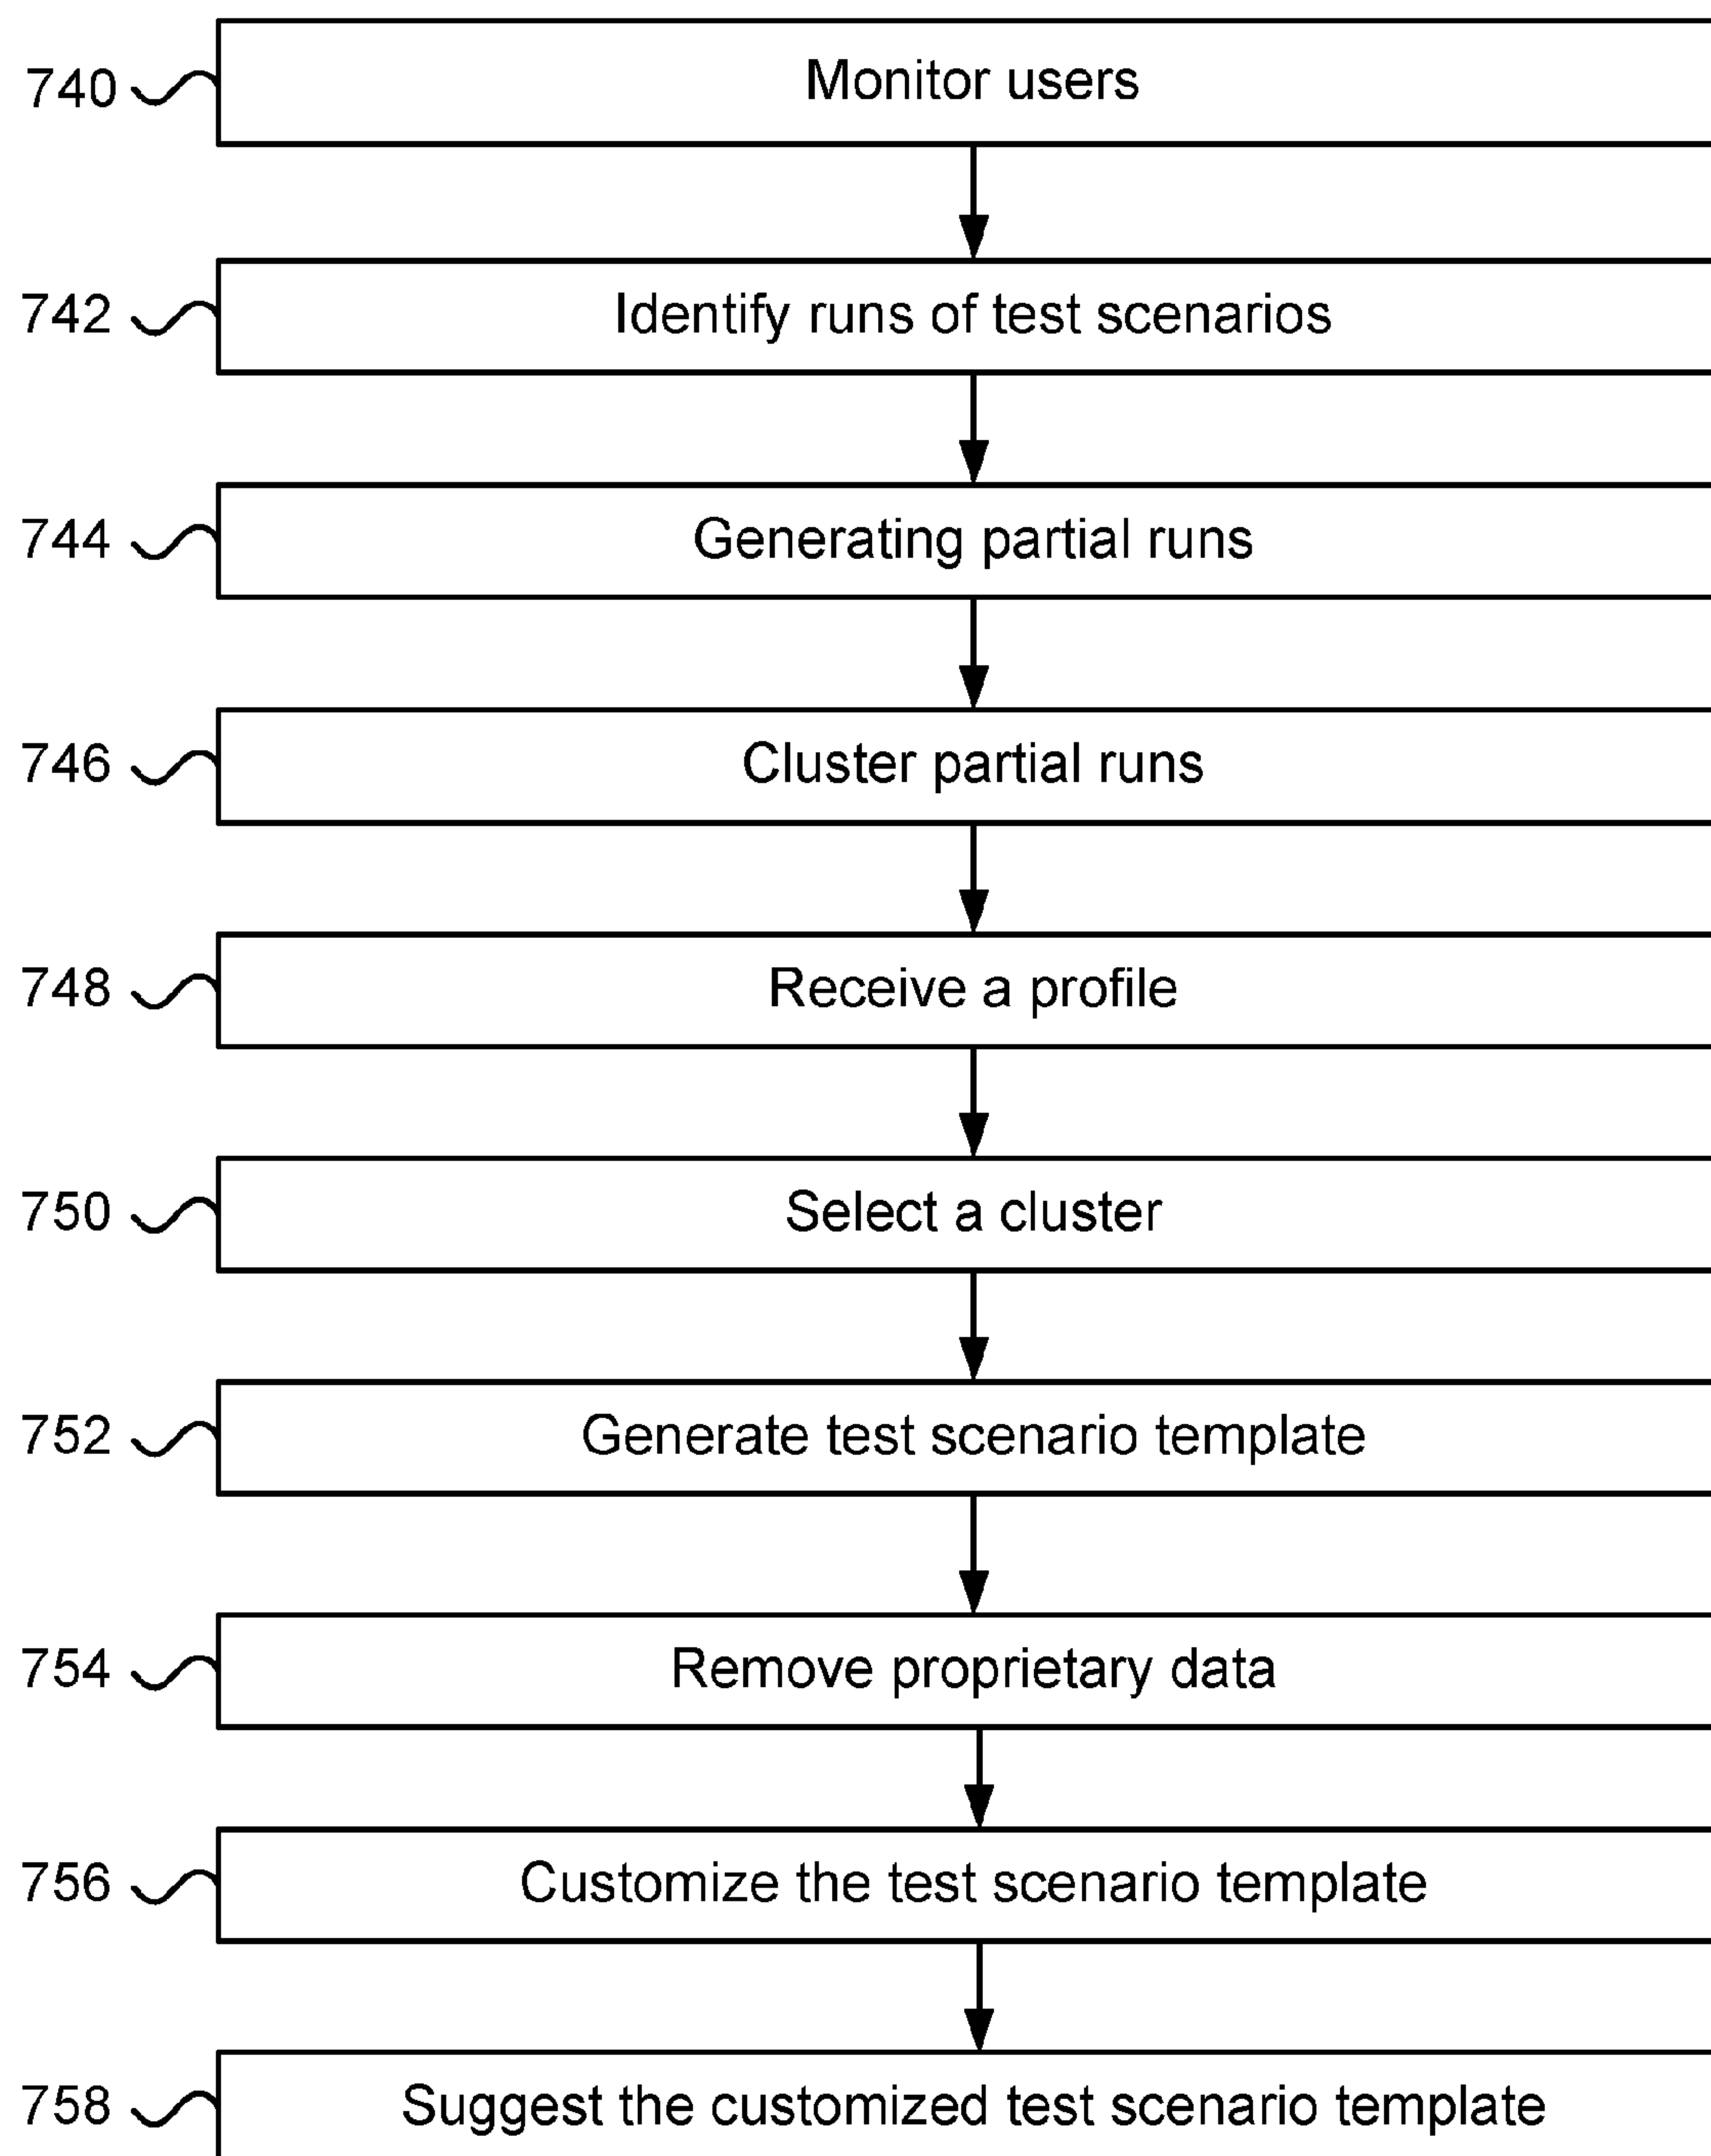 740 Monitor users
742 Identify runs of test scenarios
744 Generating partial runs
746 Cluster partial runs
748 Receive a profile
750 Select a cluster
752 Generate test scenario template
754 Remove proprietary data
756 Customize the test scenario template
758 Suggest the customized test scenario template